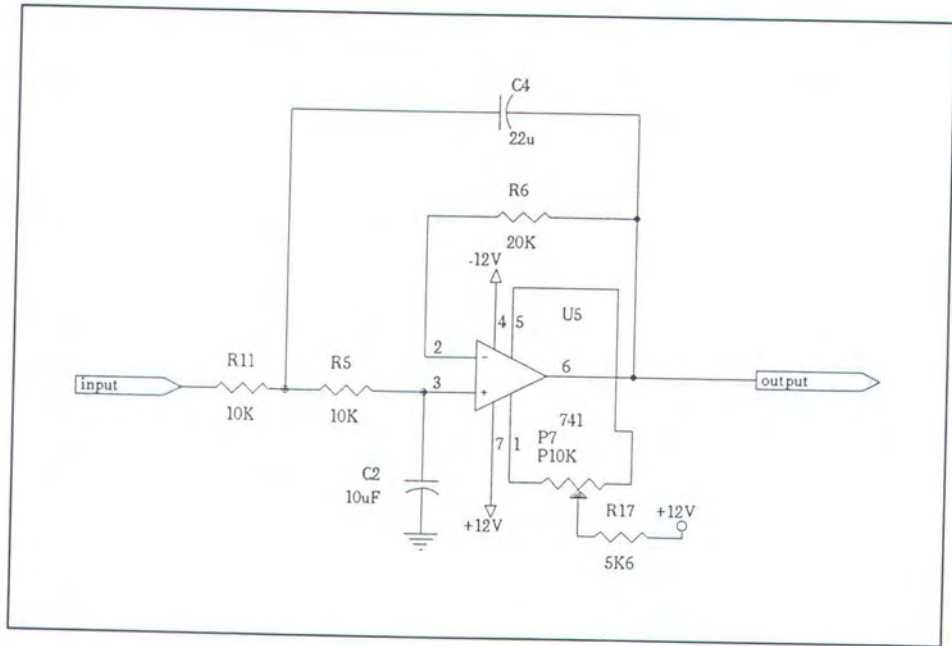 C4
22u
R6
20K
-12V
4
5
U5
2
R11
R5
3
6
input
output
10K
10K
7
1
741
P7
P10K
C2
10uF
+12V
R17
+12V
5K6